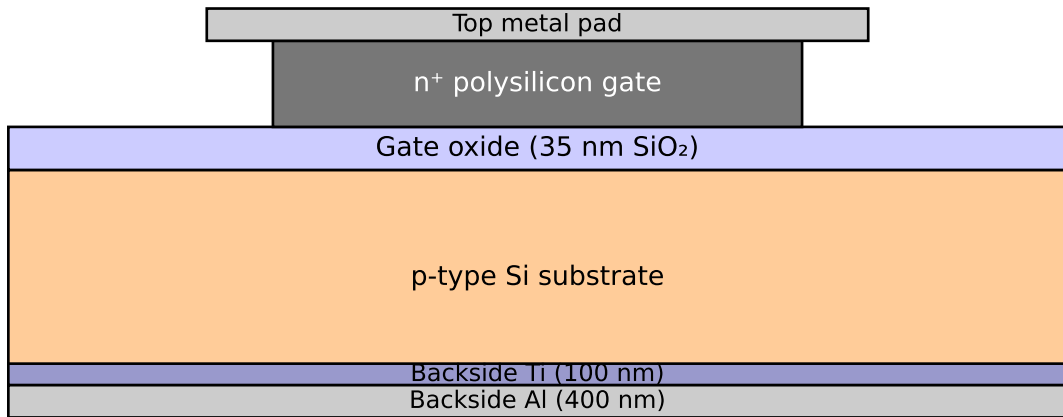 Top metal pad
n⁺ polysilicon gate
Gate oxide (35 nm SiO₂)
p-type Si substrate
Backside Ti (100 nm)
Backside Al (400 nm)